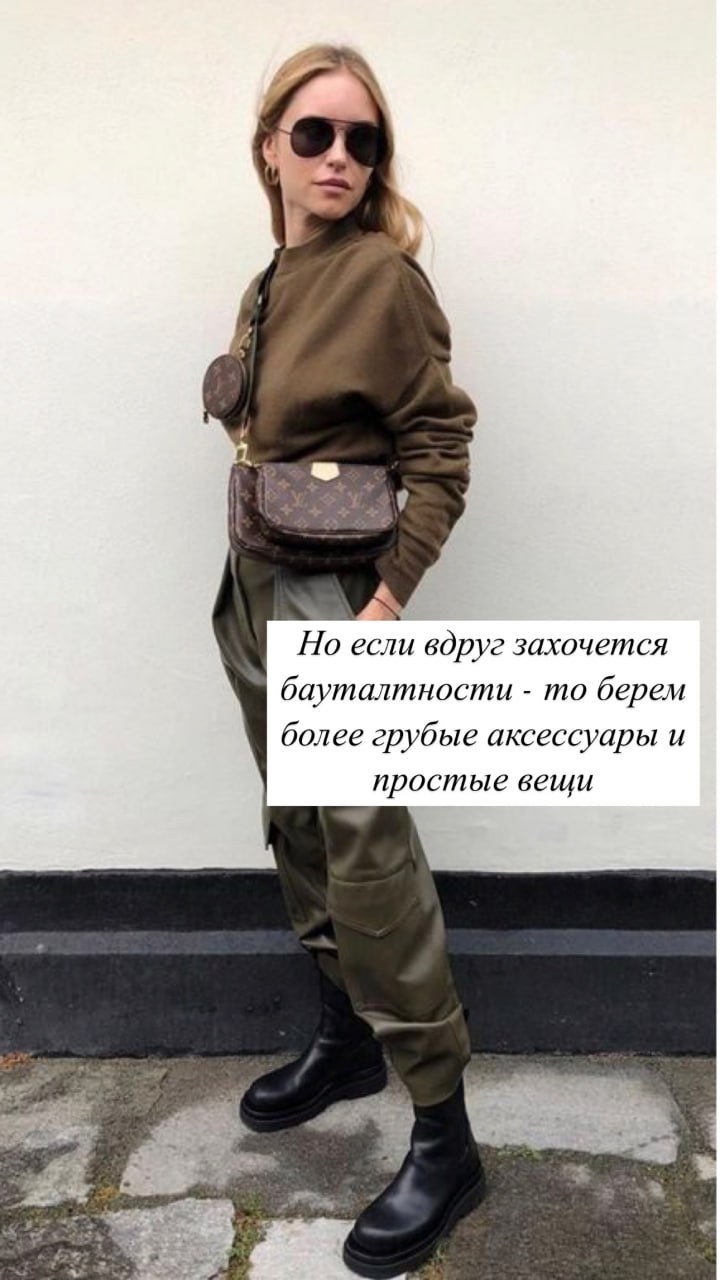 Но если вдруг захочется
бауталтности - то берем
более грубые аксессуары и
простые вещи